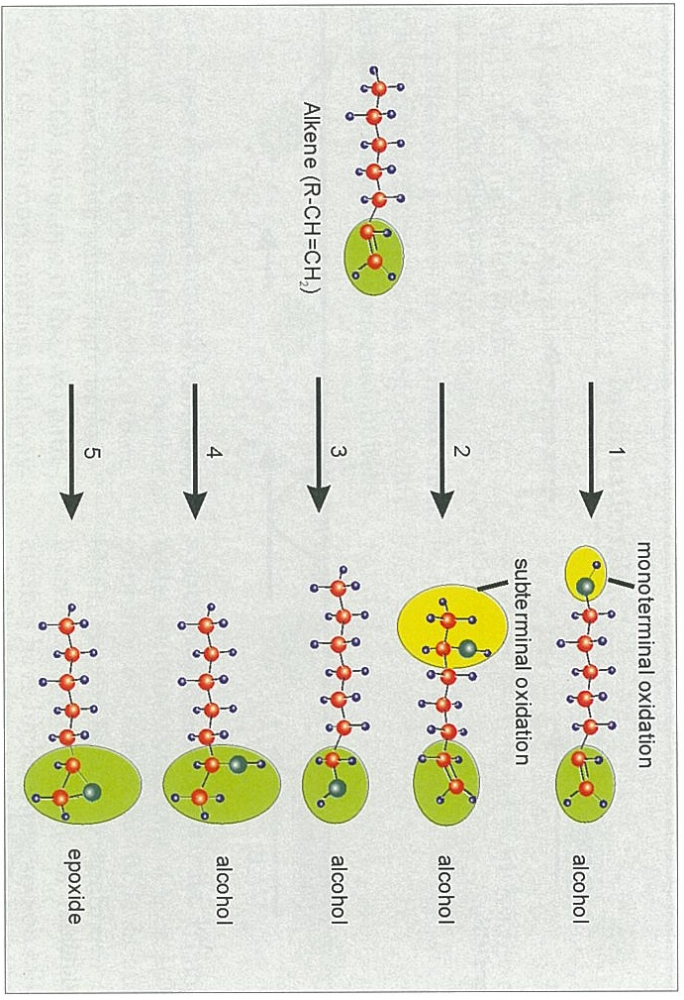 Alkene (R-CH=CH₂)
1
monoterminal oxidation
alcohol
2
subterminal oxidation
alcohol
3
alcohol
4
alcohol
5
epoxide